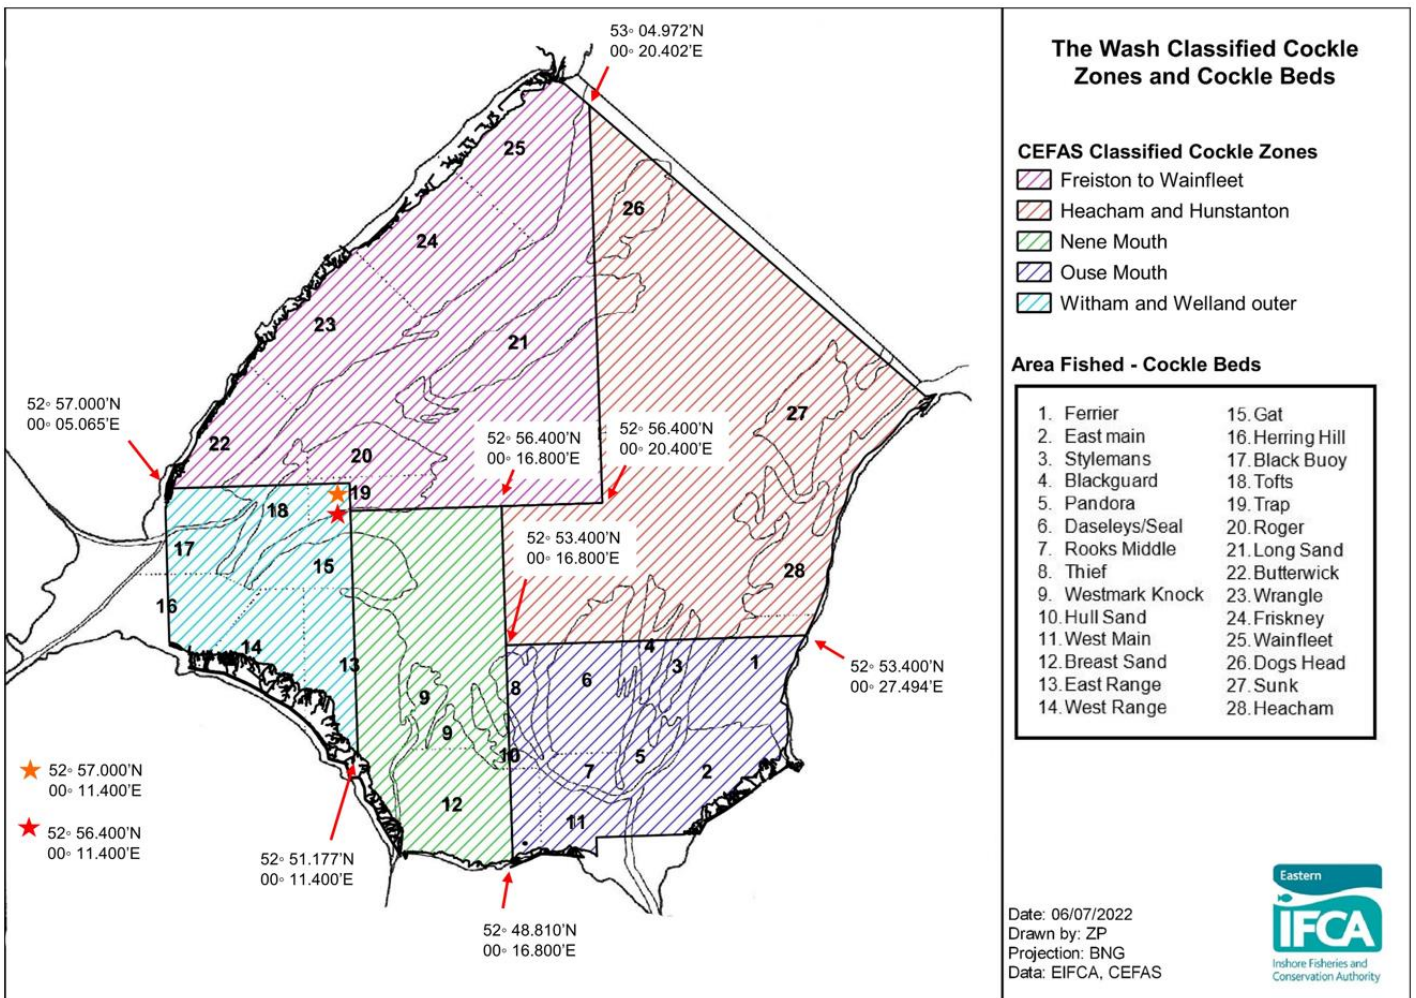 The Wash Classified Cockle
Zones and Cockle Beds
CEFAS Classified Cockle Zones
Freiston to Wainfleet
Heacham and Hunstanton
Nene Mouth
Ouse Mouth
Witham and Welland outer
Area Fished - Cockle Beds
1. Ferrier
2. East main
3. Stylemans
4. Blackguard
5. Pandora
6. Daseleys/Seal
7. Rooks Middle
8. Thief
9. Westmark Knock
10. Hull Sand
11. West Main
12. Breast Sand
13. East Range
14. West Range
15. Gat
16. Herring Hill
17. Black Buoy
18. Tofts
19. Trap
20. Roger
21. Long Sand
22. Butterwick
23. Wrangle
24. Friskney
25. Wainfleet
26. Dogs Head
27. Sunk
28. Heacham
Date: 06/07/2022
Drawn by: ZP
Projection: BNG
Data: EIFCA, CEFAS
Eastern
IFCA
Inshore Fisheries and
Conservation Authority
53◦ 04.972'N
00◦ 20.402'E
25
26
24
23
21
52◦ 57.000'N
00◦ 05.065'E
27
22
20
52◦ 56.400'N
00◦ 16.800'E
52◦ 56.400'N
00◦ 20.400'E
19
18
17
15
52◦ 53.400'N
00◦ 16.800'E
28
16
14
13
4
3
1
52◦ 53.400'N
00◦ 27.494'E
9
8
6
9
10
5
7
2
12
11
52◦ 57.000'N
00◦ 11.400'E
52◦ 56.400'N
00◦ 11.400'E
52◦ 51.177'N
00◦ 11.400'E
52◦ 48.810'N
00◦ 16.800'E